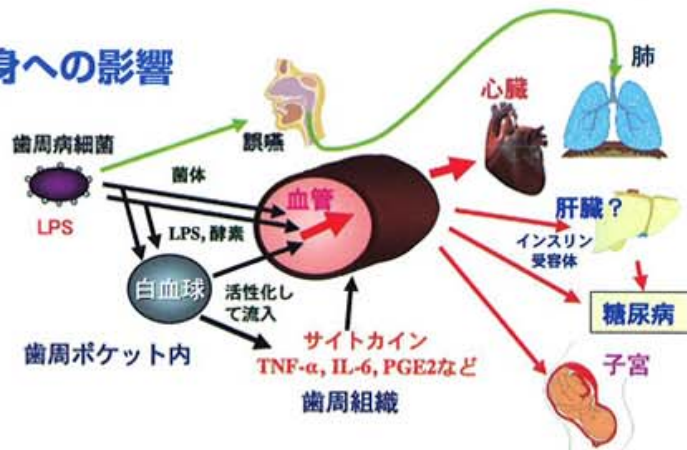 身への影響
歯周病細菌
LPS
誤嚥
肺
心臓
菌体
血管
LPS, 酵素
白血球
活性化し
て流入
肝臓？
インスリン
受容体
糖尿病
歯周ポケット内
サイトカイン
TNF-α, IL-6, PGE2など
歯周組織
子宮